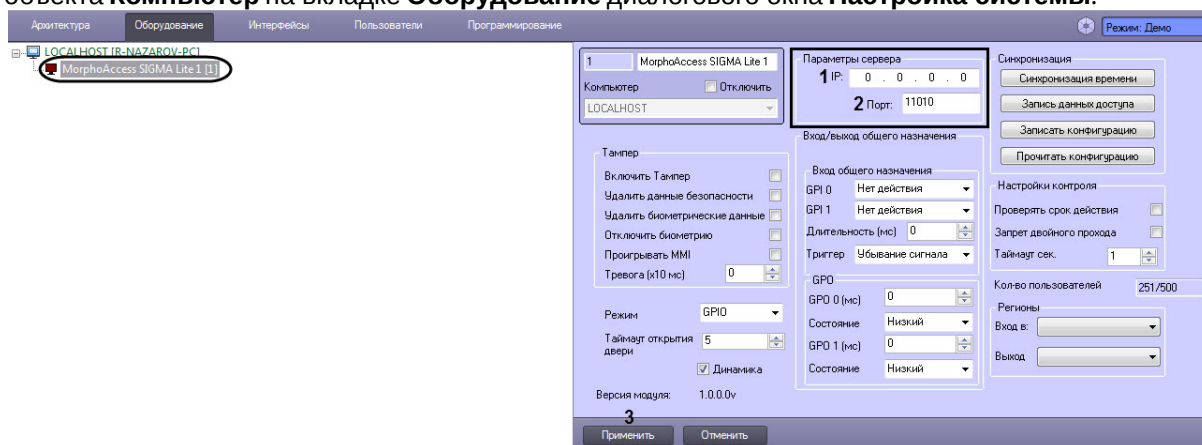 объекта Компьютер на вкладке Оборудование диалогового окна Настройка системы.
Архитектура Оборудование Интерфейсы Пользователи Программирование
Режим: Демо
LOCALHOST [R-NAZAROV-PC]
MorphoAccess SIGMA Lite 1 [1]
1 MorphoAccess SIGMA Lite 1
Компьютер Отключить
LOCALHOST
Тампер
Включить Тампер
Удалить данные безопасности
Удалить биометрические данные
Отключить биометрию
Проигрывать MMI
Тревога (x10 мс) 0
Режим GPIO
Таймаут открытия двери 5
Динамика
Версия модуля: 1.0.0.0v
Параметры сервера
1 IP: 0 . 0 . 0 . 0
2 Порт: 11010
Вход/выход общего назначения
Вход общего назначения
GPI 0 Нет действия
GPI 1 Нет действия
Длительность (мс) 0
Триггер Убывание сигнала
GPO
GPO 0 (мс) 0
Состояние Низкий
GPO 1 (мс) 0
Состояние Низкий
Синхронизация
Синхронизация времени
Запись данных доступа
Записать конфигурацию
Прочитать конфигурацию
Настройки контроля
Проверять срок действия
Запрет двойного прохода
Таймаут сек. 1
Кол-во пользователей 251/500
Регионы
Вход в:
Выход
3
Применить Отменить